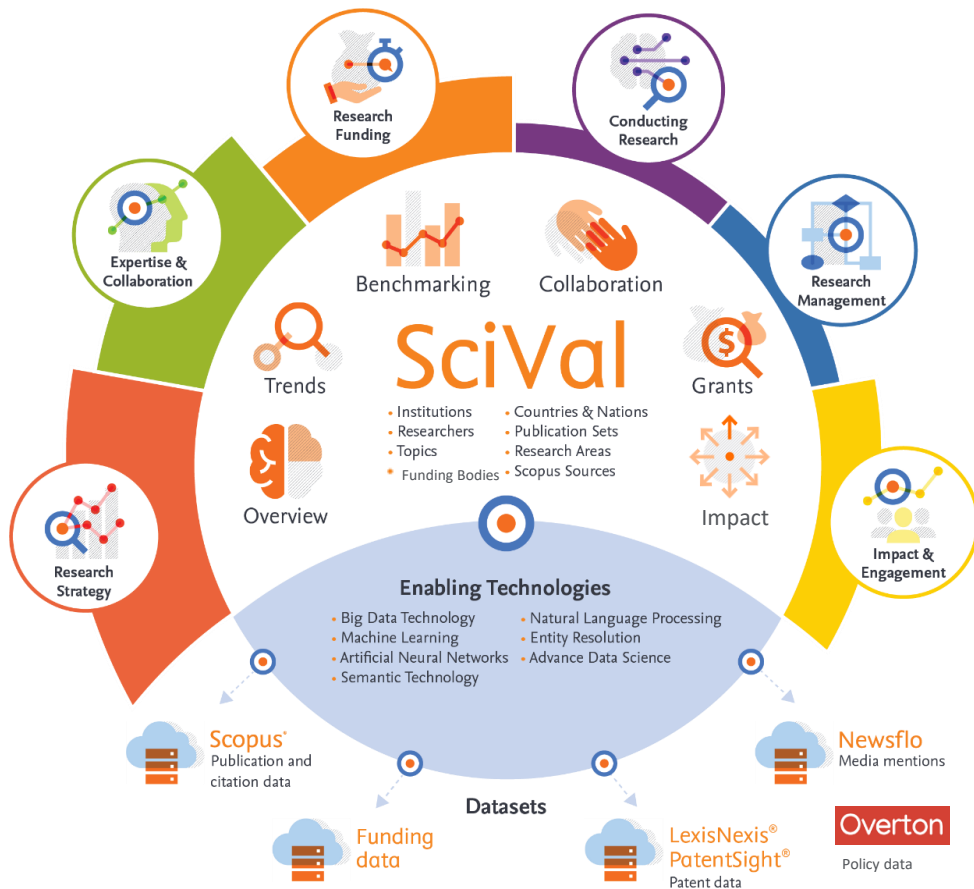 Research
Funding
Conducting
Research
Expertise &
Collaboration
Research
Management
Benchmarking
Collaboration
Trends
SciVal
Grants
• Institutions
• Researchers
• Topics
• Funding Bodies
• Countries & Nations
• Publication Sets
• Research Areas
• Scopus Sources
$
Overview
Impact
Research
Strategy
Impact &
Engagement
Enabling Technologies
• Big Data Technology
• Machine Learning
• Artificial Neural Networks
• Semantic Technology
• Natural Language Processing
• Entity Resolution
• Advance Data Science
Scopus®
Publication and
citation data
Newsflo
Media mentions
Datasets
Funding
data
LexisNexis®
PatentSight®
Patent data
Overton
Policy data